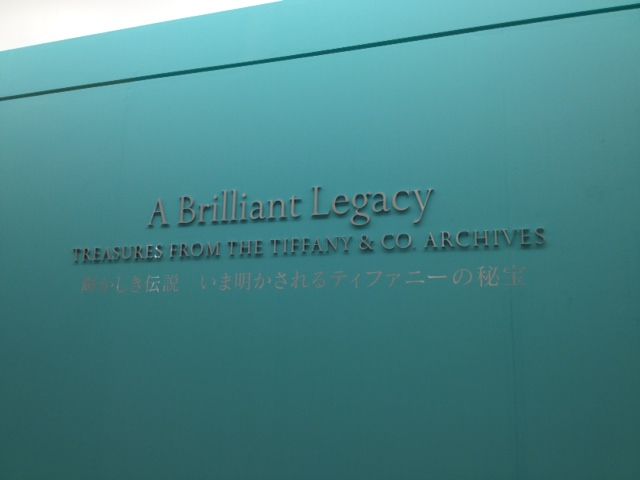 A Brilliant Legacy
TREASURES FROM THE TIFFANY & CO. ARCHIVES
輝かしき伝説 いま明かされるティファニーの秘宝